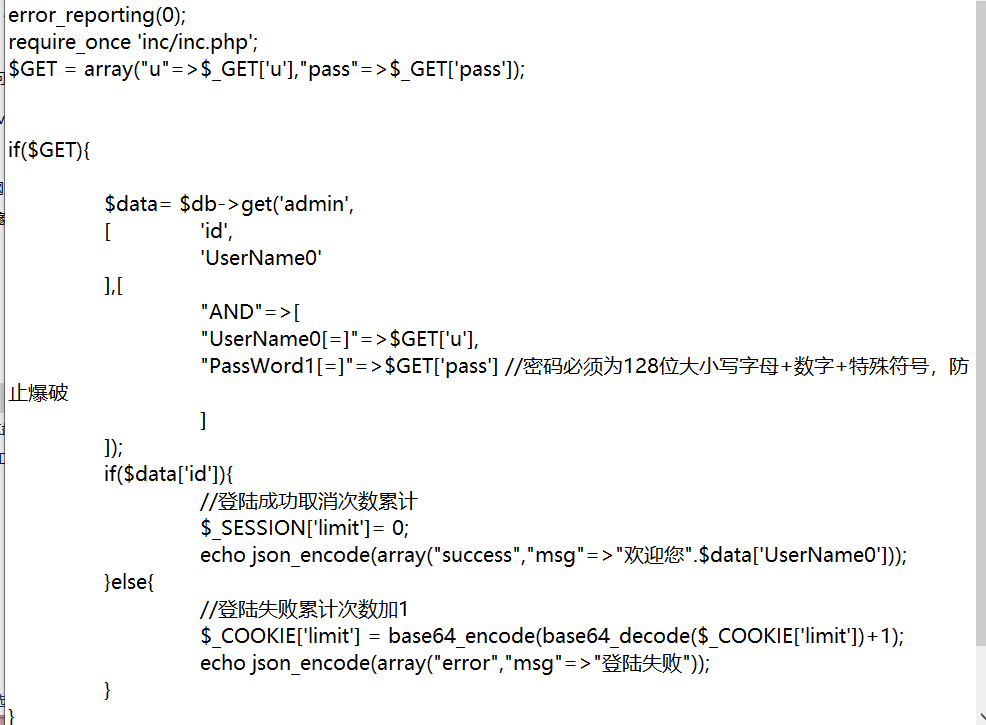 error_reporting(0);
require_once 'inc/inc.php';
$GET = array("u"=>$_GET['u'],"pass"=>$_GET['pass']);
if($GET){
$data= $db->get('admin',
[ 'id',
'UserName0'
],[
"AND"=>[
"UserName0[=]"=>$GET['u'],
"PassWord1[=]"=>$GET['pass'] //密码必须为128位大小写字母+数字+特殊符号，防
止爆破
]
]);
if($data['id']){
//登陆成功取消次数累计
$_SESSION['limit']= 0;
echo json_encode(array("success","msg"=>"欢迎您".$data['UserName0']));
}else{
//登陆失败累计次数加1
$_COOKIE['limit'] = base64_encode(base64_decode($_COOKIE['limit'])+1);
echo json_encode(array("error","msg"=>"登陆失败"));
}
}